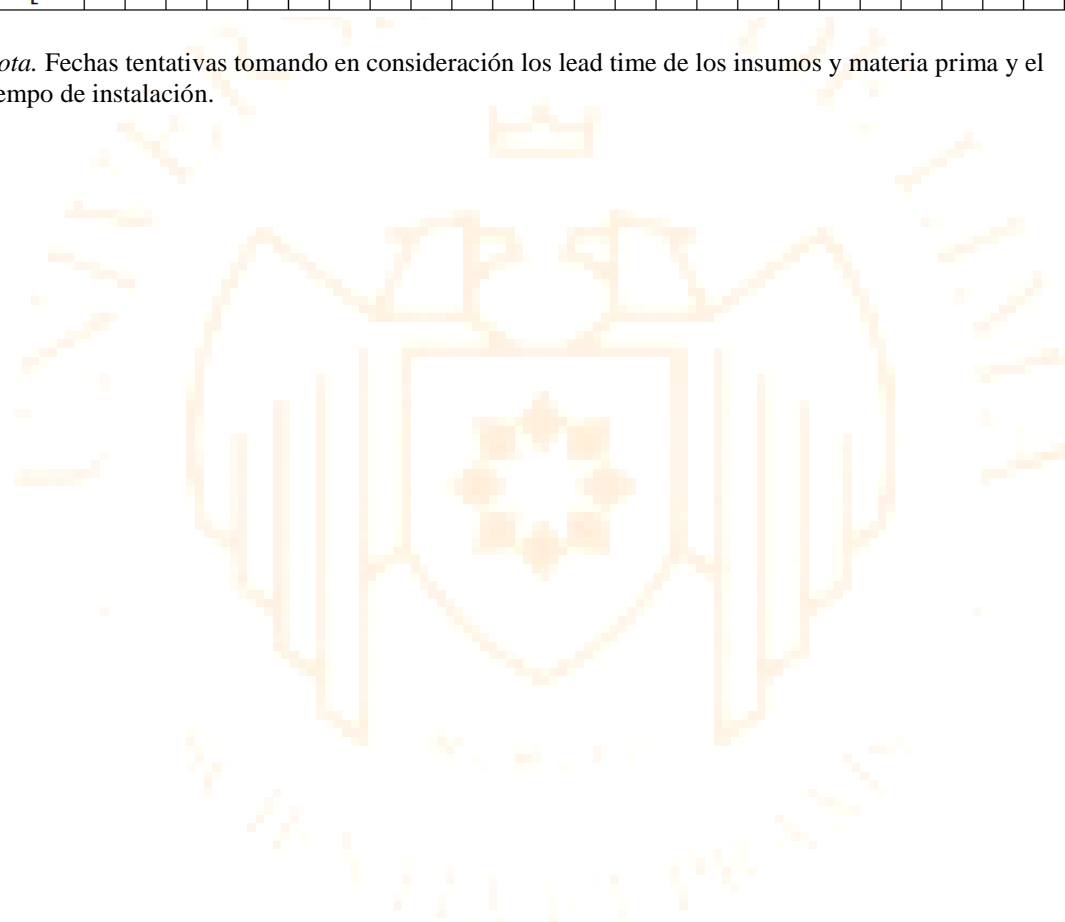 ota. Fechas tentativas tomando en consideración los lead time de los insumos y materia prima y el
empo de instalación.